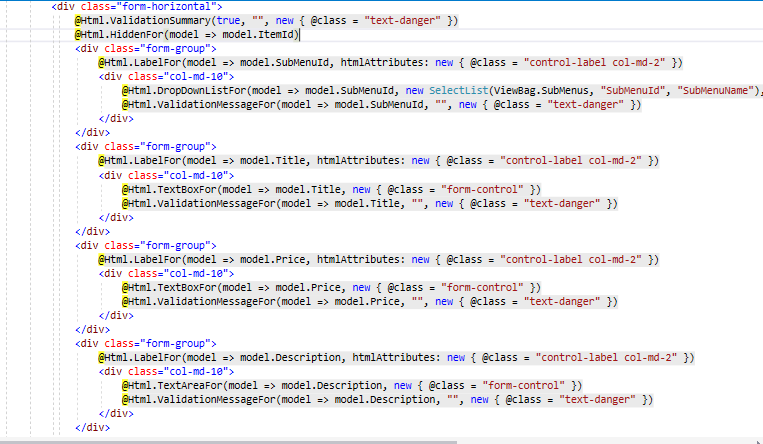 <div class="form-horizontal">
@Html.ValidationSummary(true, "", new { @class = "text-danger" })
@Html.HiddenFor(model => model.ItemId)
<div class="form-group">
@Html.LabelFor(model => model.SubMenuId, htmlAttributes: new { @class = "control-label col-md-2" })
<div class="col-md-10">
@Html.DropDownListFor(model => model.SubMenuId, new SelectList(ViewBag.SubMenus, "SubMenuId", "SubMenuName"),
@Html.ValidationMessageFor(model => model.SubMenuId, "", new { @class = "text-danger" })
</div>
</div>
<div class="form-group">
@Html.LabelFor(model => model.Title, htmlAttributes: new { @class = "control-label col-md-2" })
<div class="col-md-10">
@Html.TextBoxFor(model => model.Title, new { @class = "form-control" })
@Html.ValidationMessageFor(model => model.Title, "", new { @class = "text-danger" })
</div>
</div>
<div class="form-group">
@Html.LabelFor(model => model.Price, htmlAttributes: new { @class = "control-label col-md-2" })
<div class="col-md-10">
@Html.TextBoxFor(model => model.Price, new { @class = "form-control" })
@Html.ValidationMessageFor(model => model.Price, "", new { @class = "text-danger" })
</div>
</div>
<div class="form-group">
@Html.LabelFor(model => model.Description, htmlAttributes: new { @class = "control-label col-md-2" })
<div class="col-md-10">
@Html.TextAreaFor(model => model.Description, new { @class = "form-control" })
@Html.ValidationMessageFor(model => model.Description, "", new { @class = "text-danger" })
</div>
</div>